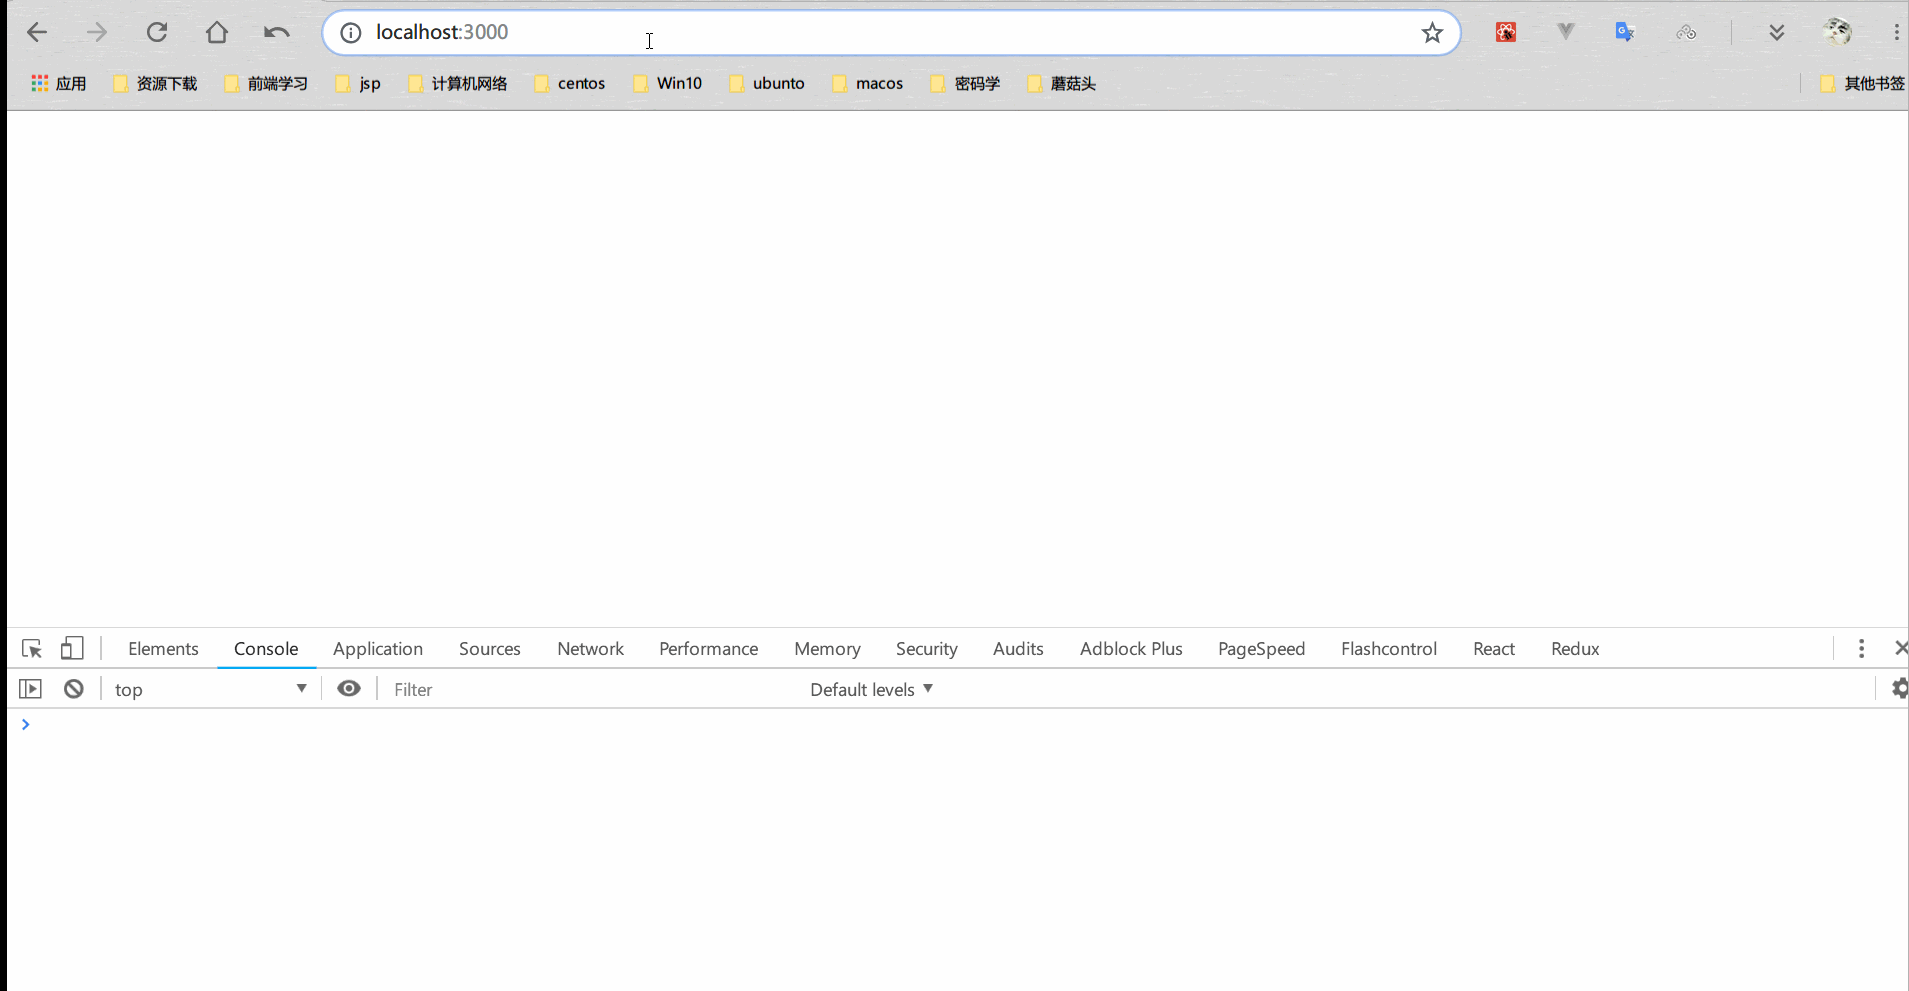 localhost:3000
应用 资源下载 前端学习 jsp 计算机网络 centos Win10 ubunto macos 密码学 蘑菇头 其他书签
Elements Console Application Sources Network Performance Memory Security Audits Adblock Plus PageSpeed Flashcontrol React Redux
top Filter Default levels